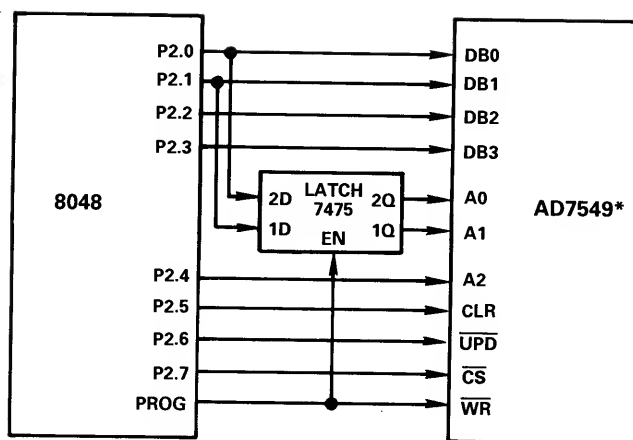 P2.0
P2.1
P2.2
P2.3
8048
P2.4
P2.5
P2.6
P2.7
PROG
LATCH
7475
2D
1D
2Q
1Q
EN
DB0
DB1
DB2
DB3
A0
A1
AD7549*
A2
CLR
UPD
CS
WR